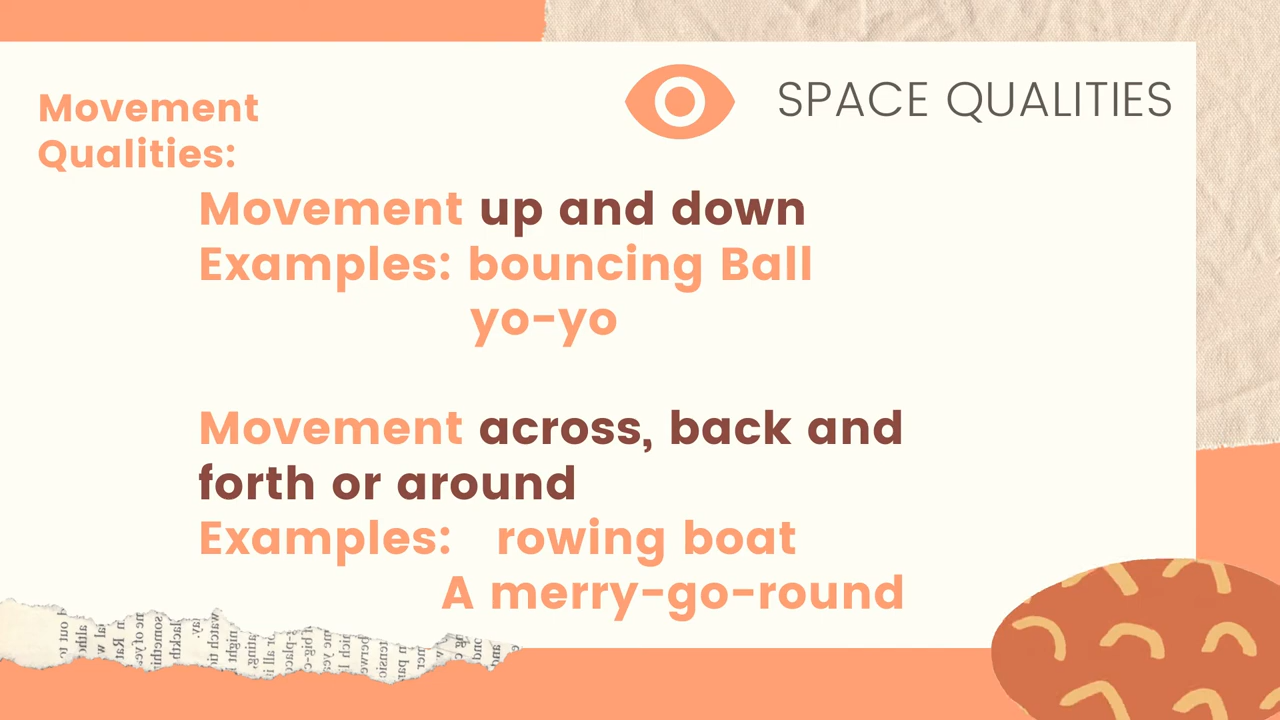 SPACE QUALITIES
Movement
Qualities:
Movement up and down
Examples: bouncing Ball
yo-yo
Movement across, back and
forth or around
Examples: rowing boat
A merry-go-round